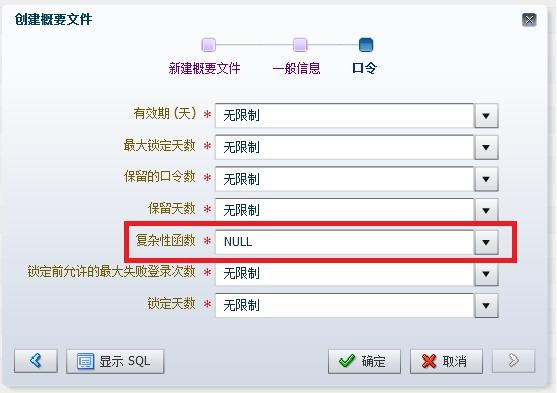 创建概要文件
新建概要文件 一般信息 口令
有效期 (天) * 无限制
最大锁定天数 * 无限制
保留的口令数 * 无限制
保留天数 * 无限制
复杂性函数 * NULL
锁定前允许的最大失败登录次数 * 无限制
锁定天数 * 无限制
显示 SQL 确定 取消